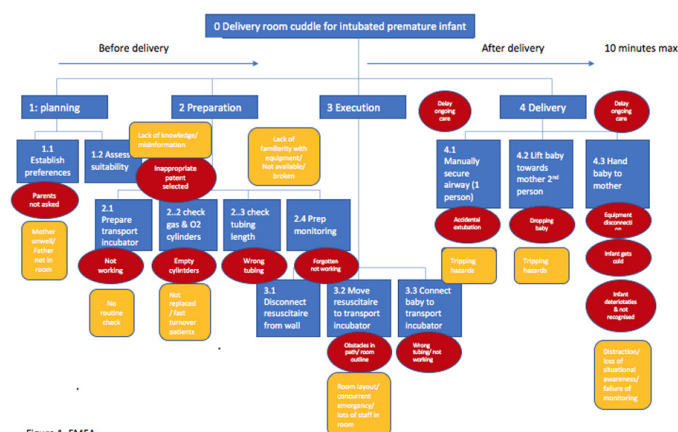 0 Delivery room cuddle for intubated premature infant
Before delivery
After delivery
10 minutes max
1: planning
2 Preparation
3 Execution
4 Delivery
Delay
ongoing
care
Delay
ongoing
care
1.1
Establish
preferences
1.2 Assess
suitability
Lack of knowledge/
misinformation
Inappropriate
patent
selected
Lack of
familiarity with
equipment/
Not available/
broken
4.1
Manually
secure
airway (1
person)
4.2 Lift baby
towards
mother 2nd
person
4.3 Hand
baby to
mother
Parents
not asked
Mother
unwell/
Father
not in
room
2.1
Prepare
transport
incubator
2..2 check
gas & O2
cylinders
2..3 check
tubing
length
2.4 Prep
monitoring
Accidental
extubation
Dropping
baby
Equipment
disconnecti
on
Not
working
Empty
cylintders
Wrong
tubing
Forgotten
not working
Tripping
hazards
Tripping
hazards
Infant gets
cold
No
routine
check
Not
replaced
/ fast
turnover
patients
3.1
Disconnect
resuscitaire
from wall
3.2 Move
resuscitaire
to transport
incubator
3.3 Connect
baby to
transport
incubator
Infant
deteriotaties
& not
recognised
Obstacles in
path/ room
outline
Wrong
tubing/ not
working
Room layout/
concurrent
emergency/
lots of staff in
room
Distraction/
loss of
situational
awareness/
failure of
monitoring
Figure 1. FMEA